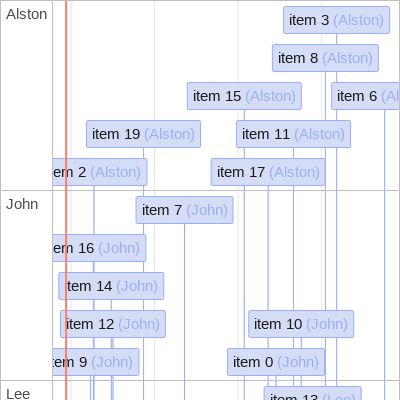 Alston
item 3 (Alston)
item 8 (Alston)
item 15 (Alston)
item 6 (Al
item 19 (Alston)
item 11 (Alston)
em 2 (Alston)
item 17 (Alston)
John
item 7 (John)
em 16 (John)
item 14 (John)
item 12 (John)
item 10 (John)
em 9 (John)
item 0 (John)
Lee
item 13 (Lee)